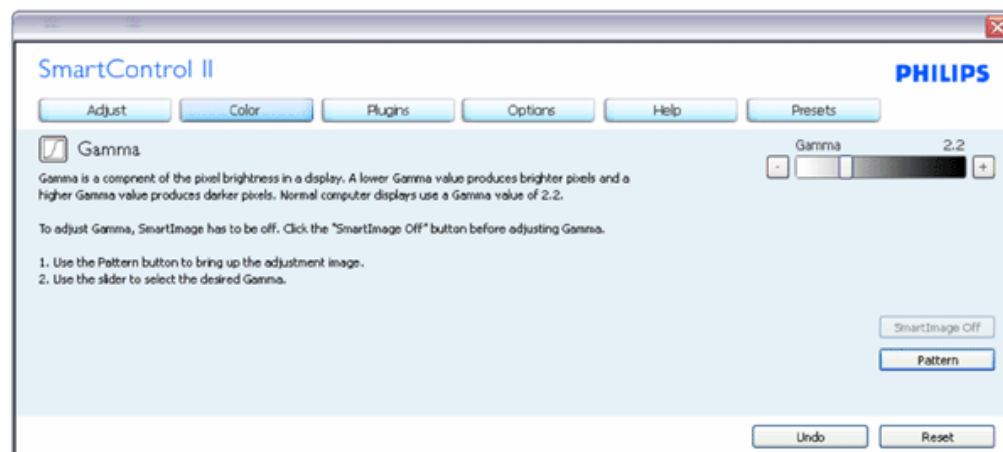 SmartControl II
PHILIPS
Adjust Color Plugins Options Help Presets
Gamma
Gamma 2.2
- +
Gamma is a compnent of the pixel brightness in a display. A lower Gamma value produces brighter pixels and a
higher Gamma value produces darker pixels. Normal computer displays use a Gamma value of 2.2.
To adjust Gamma, SmartImage has to be off. Click the "SmartImage Off" button before adjusting Gamma.
1. Use the Pattern button to bring up the adjustment image.
2. Use the slider to select the desired Gamma.
SmartImage Off
Pattern
Undo Reset